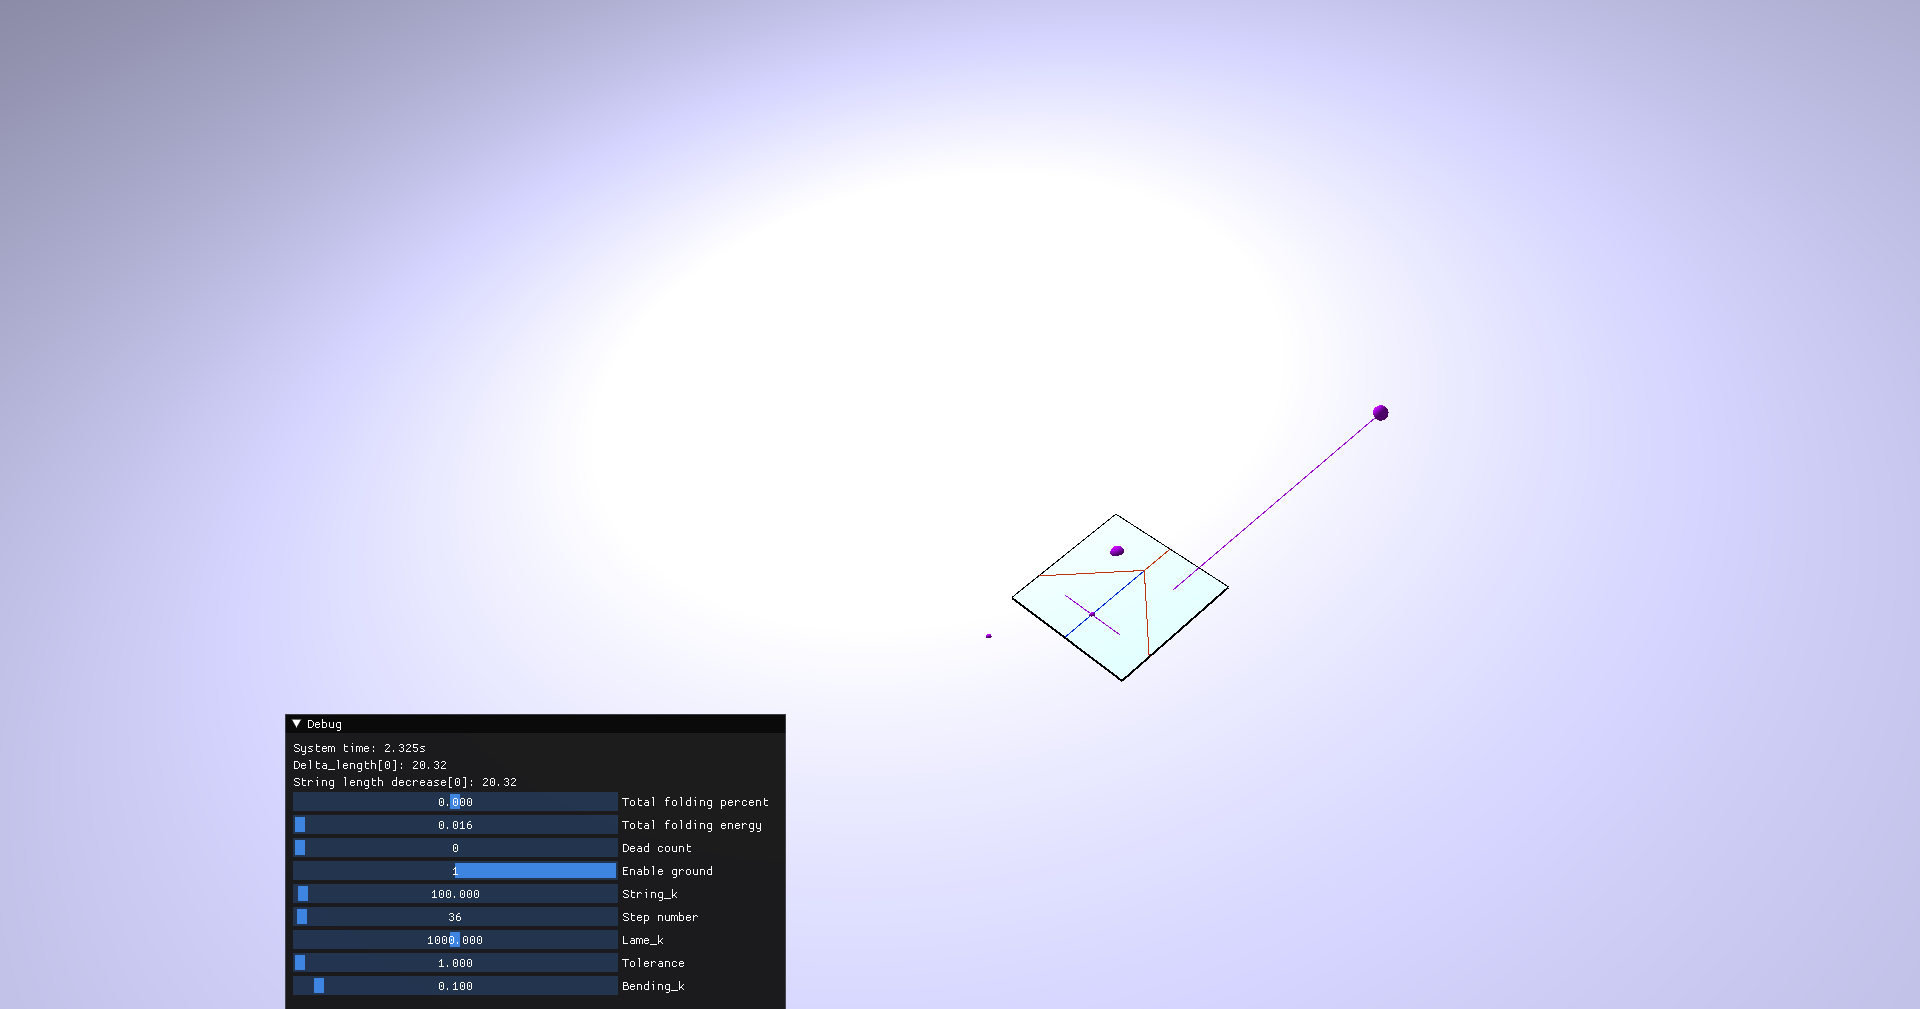 Debug
System time: 2.325s
Delta_length[0]: 20.32
String length decrease[0]: 20.32
0.000 Total folding percent
0.016 Total folding energy
0 Dead count
1 Enable ground
100.000 String_k
36 Step number
1000.000 Lame_k
1.000 Tolerance
0.100 Bending_k